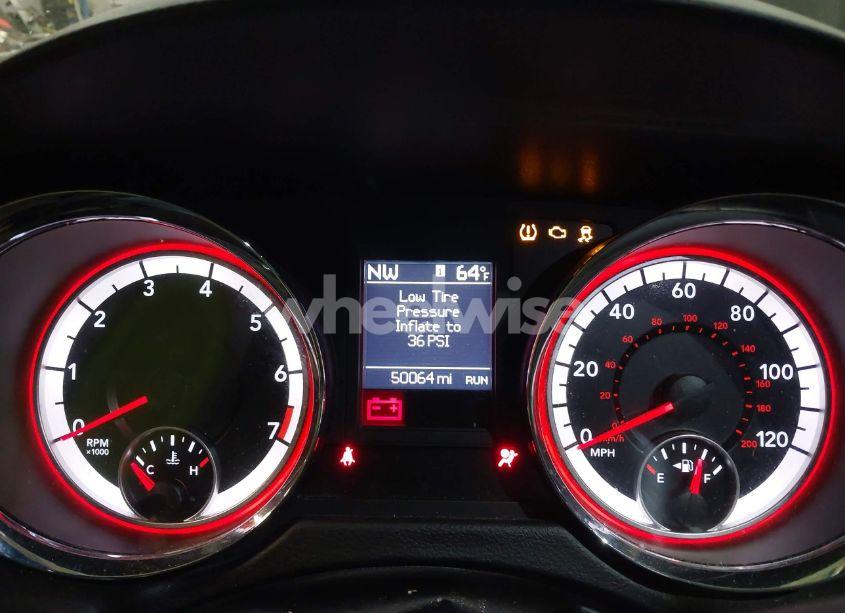 NW 64°F
Low Tire
Pressure
Inflate to
36 PSI
50064 mi RUN
0 1 2 3 4 5 6 7
RPM
×1000
C H
0 20 40 60 80 100 120
MPH
km/h
0 20 40 60 80 100 120 140 160 180 200
E F
wheelwise